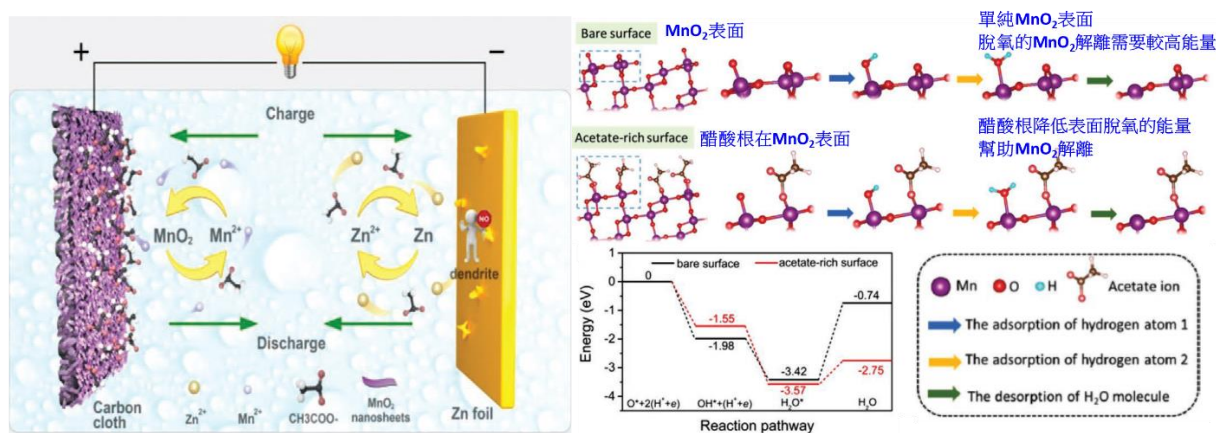 +
−
Charge
MnO₂ Mn²⁺
Zn²⁺ Zn
NO
dendrite
Discharge
Zn²⁺
Mn²⁺
CH3COO-
MnO₂
nanosheets
Carbon
cloth
Zn foil
Bare surface
MnO₂表面
單純MnO₂表面
脫氧的MnO₂解離需要較高能量
Acetate-rich surface
醋酸根在MnO₂表面
醋酸根降低表面脫氧的能量
幫助MnO₂解離
bare surface
acetate-rich surface
Energy (eV)
1
0
-1
-2
-3
-4
0
-1.55
-1.98
-3.42
-3.57
-0.74
-2.75
O*+2(H⁺+e)
OH*+(H⁺+e)
H₂O*
H₂O
Reaction pathway
Mn
O
H
Acetate ion
The adsorption of hydrogen atom 1
The adsorption of hydrogen atom 2
The desorption of H₂O molecule